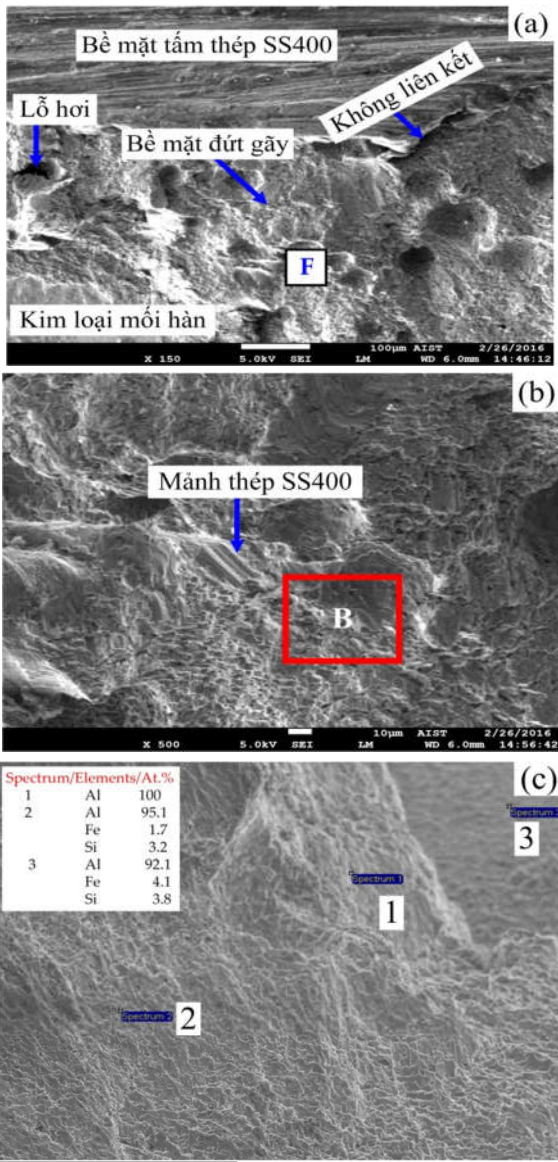 (a)
Bề mặt tấm thép SS400
Lỗ hơi
Không liên kết
Bề mặt đứt gãy
F
Kim loại mối hàn
100μm AIST 2/26/2016
X 150 5.0kV SEI LM WD 6.0mm 14:46:12
(b)
Mảnh thép SS400
B
10μm AIST 2/26/2016
X 500 5.0kV SEI LM WD 6.0mm 14:56:42
(c)
Spectrum/Elements/At.%
1 Al 100
2 Al 95.1
Fe 1.7
Si 3.2
3 Al 92.1
Fe 4.1
Si 3.8
Spectrum
3
Spectrum 1
1
Spectrum 2
2